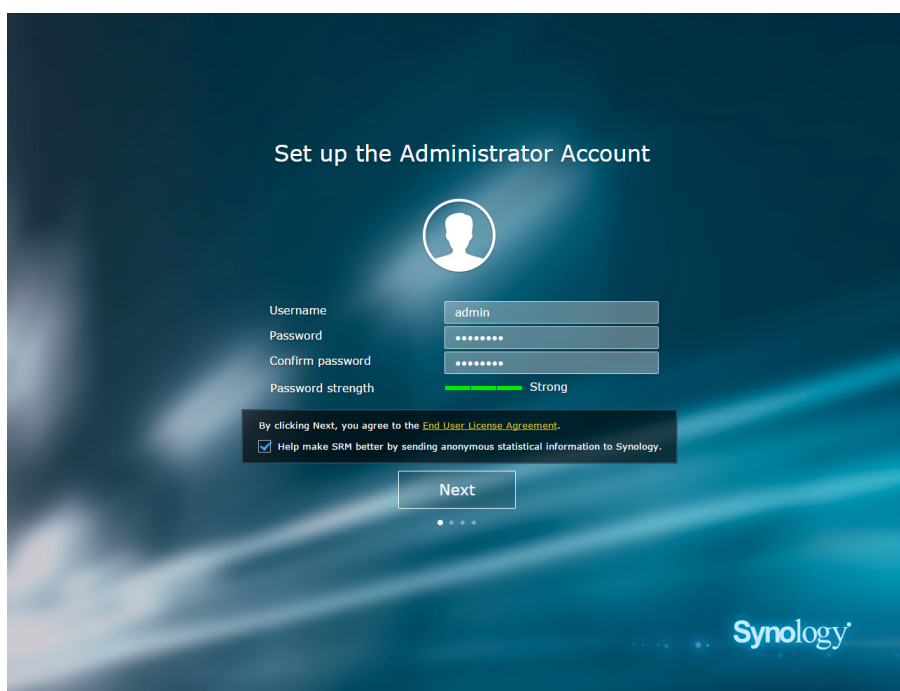 Set up the Administrator Account
Username
admin
Password
••••••••
Confirm password
••••••••
Password strength
Strong
By clicking Next, you agree to the End User License Agreement.
Help make SRM better by sending anonymous statistical information to Synology.
Next
Synology